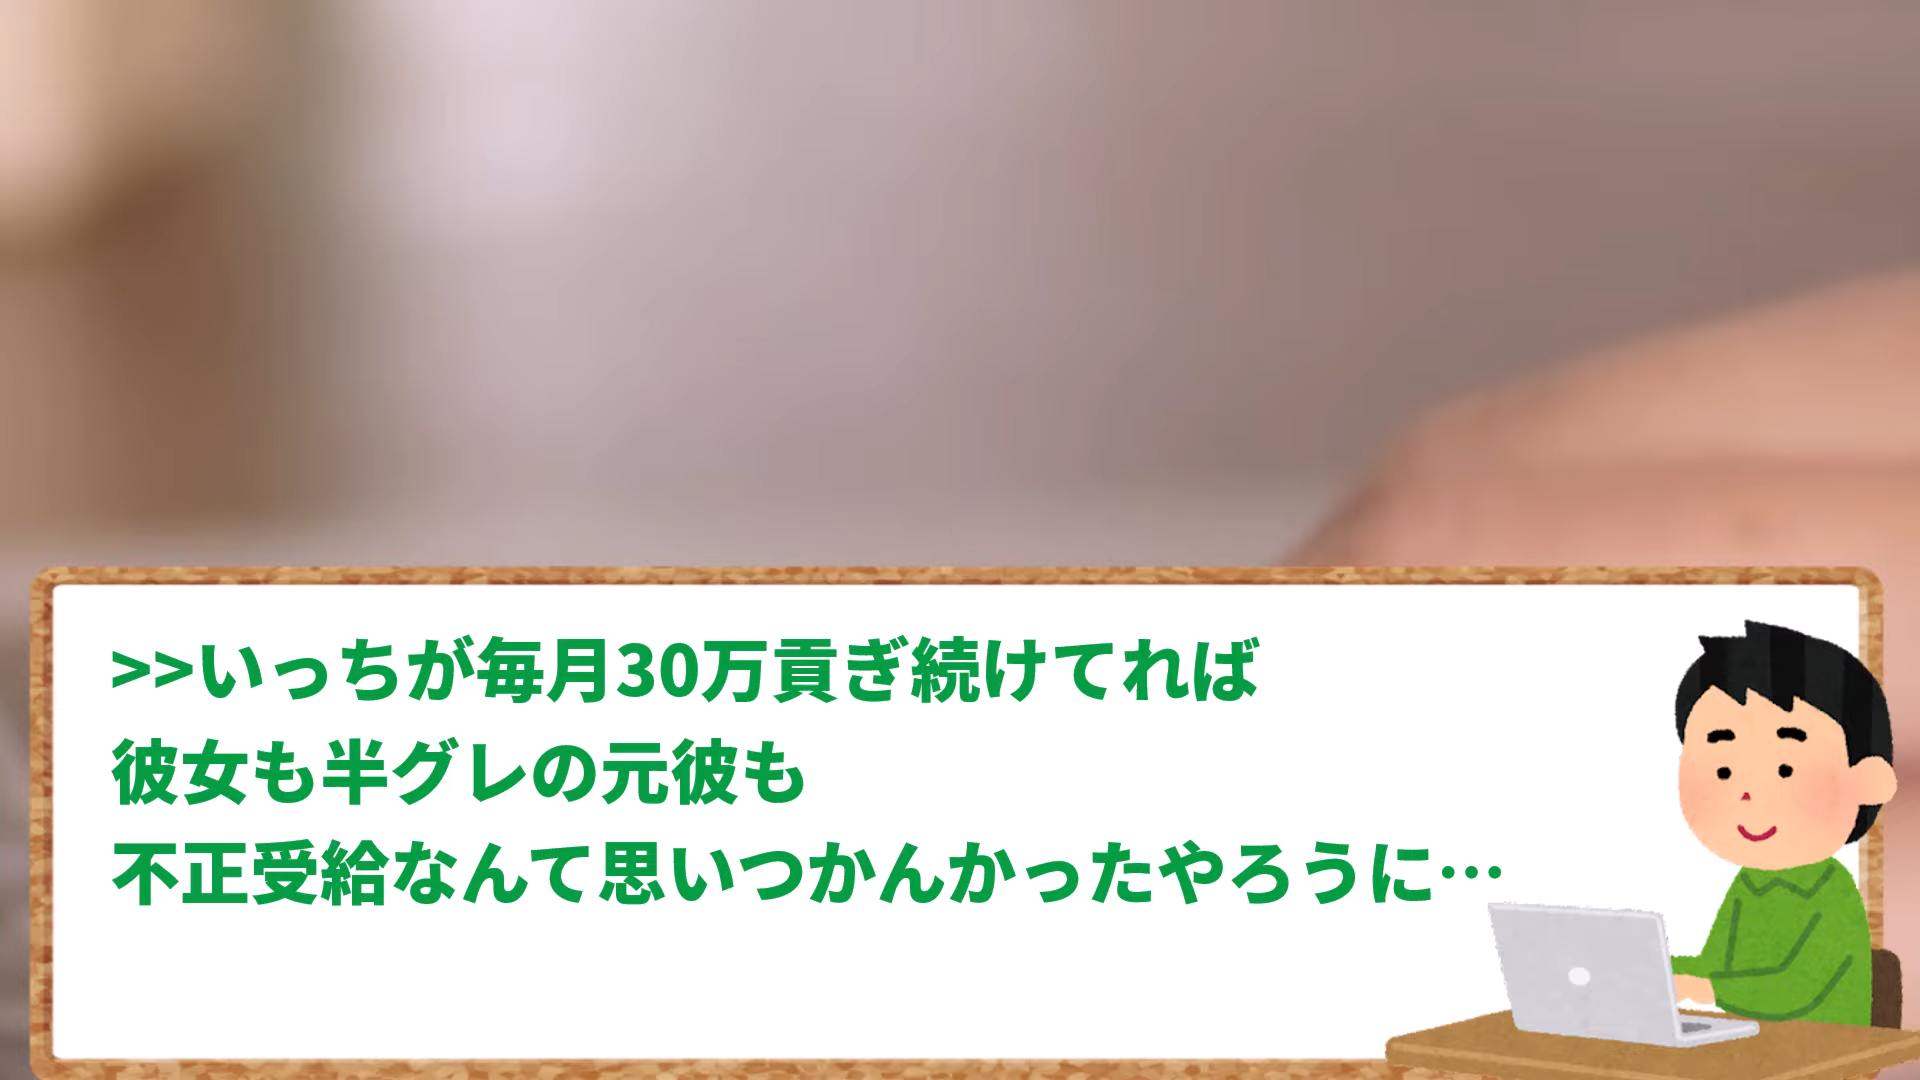 >>いっちが毎月30万貢ぎ続けてれば
彼女も半グレの元彼も
不正受給なんて思いつかんかったやろうに…